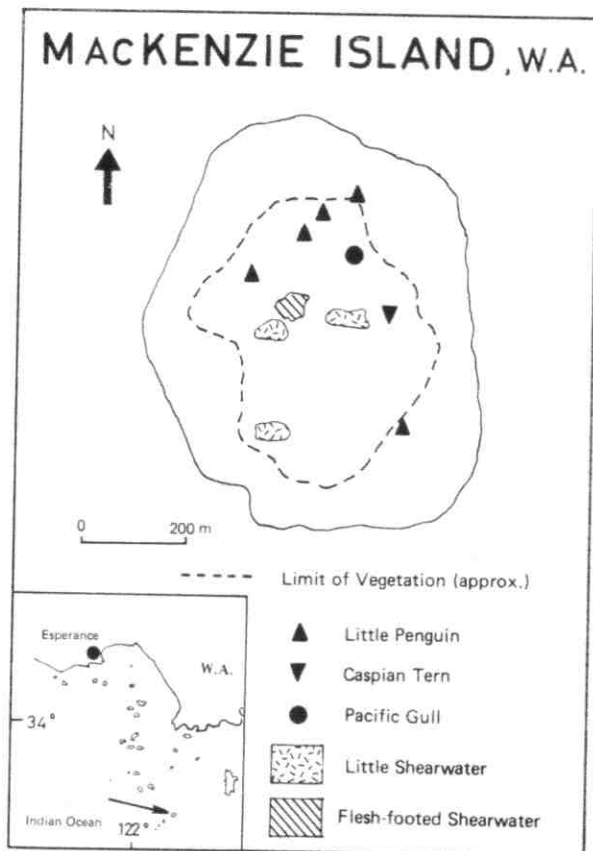 MACKENZIE ISLAND, W.A.
N
0 200 m
Limit of Vegetation (approx.)
Little Penguin
Caspian Tern
Pacific Gull
Little Shearwater
Flesh-footed Shearwater
Esperance
W.A.
34°
Indian Ocean
122°